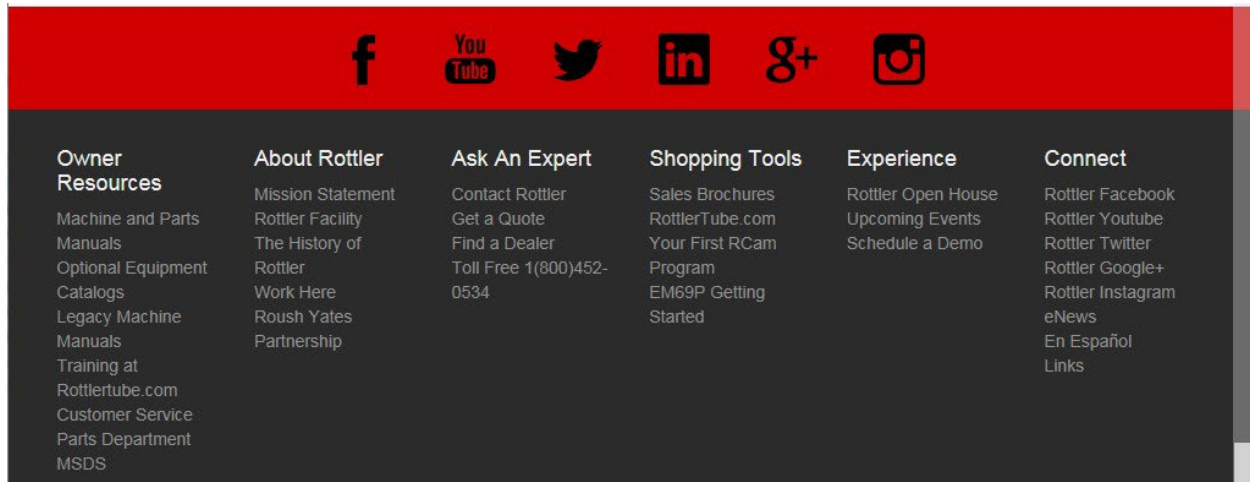 f
You
Tube
in
g+
Owner
Resources
Machine and Parts
Manuals
Optional Equipment
Catalogs
Legacy Machine
Manuals
Training at
Rottlertube.com
Customer Service
Parts Department
MSDS
About Rottler
Mission Statement
Rottler Facility
The History of
Rottler
Work Here
Roush Yates
Partnership
Ask An Expert
Contact Rottler
Get a Quote
Find a Dealer
Toll Free 1(800)452-
0534
Shopping Tools
Sales Brochures
RottlerTube.com
Your First RCam
Program
EM69P Getting
Started
Experience
Rottler Open House
Upcoming Events
Schedule a Demo
Connect
Rottler Facebook
Rottler Youtube
Rottler Twitter
Rottler Google+
Rottler Instagram
eNews
En Español
Links